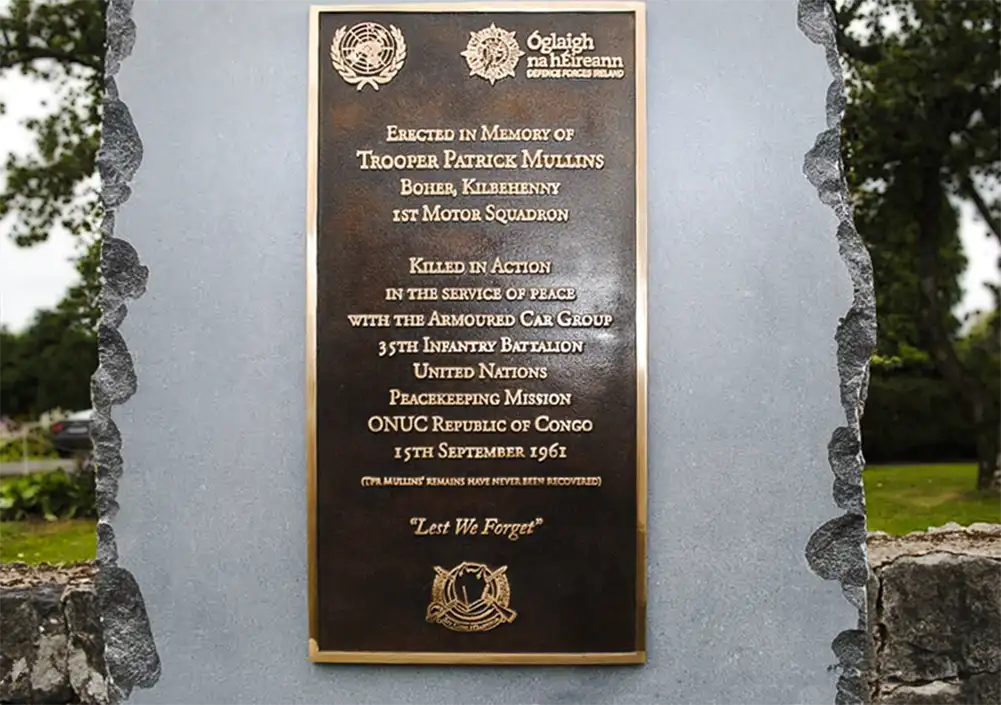 Óglaigh
na hÉireann
DEFENCE FORCES IRELAND
ERECTED IN MEMORY OF
TROOPER PATRICK MULLINS
BOHER, KILBEHENNY
1ST MOTOR SQUADRON
KILLED IN ACTION
IN THE SERVICE OF PEACE
WITH THE ARMOURED CAR GROUP
35TH INFANTRY BATTALION
UNITED NATIONS
PEACEKEEPING MISSION
ONUC REPUBLIC OF CONGO
15TH SEPTEMBER 1961
(TPR MULLINS' REMAINS HAVE NEVER BEEN RECOVERED)
"Lest We Forget"